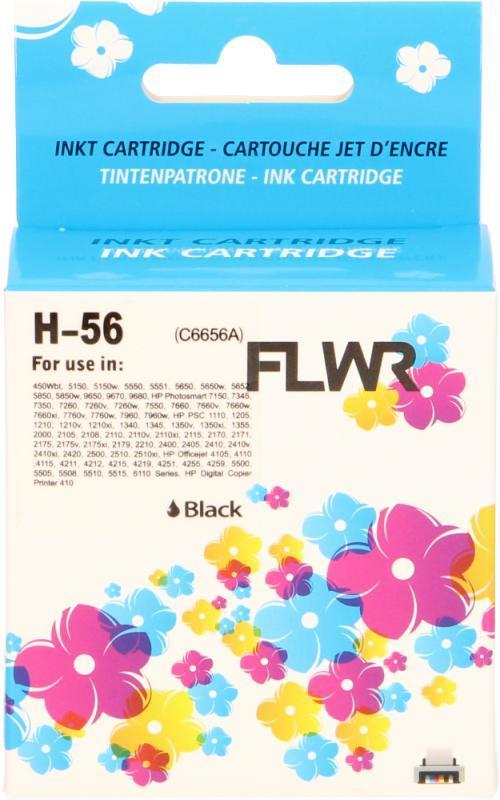 INKT CARTRIDGE - CARTOUCHE JET D'ENCRE
TINTENPATRONE - INK CARTRIDGE
INKT CARTRIDGE
INK CARTRIDGE
H-56 (C6656A)
FLWR
For use in:
450Wbt, 5150, 5150w, 5550, 5551, 5650, 5650w, 5652,
5850, 5850w, 9650, 9670, 9680, HP Photosmart 7150, 7345,
7350, 7260, 7260v, 7260w, 7550, 7660, 7660v, 7660w,
7660xi, 7760v, 7760w, 7960, 7960w, HP PSC 1110, 1205,
1210, 1210v, 1210xi, 1340, 1345, 1350v, 1350xi, 1355,
2000, 2105, 2108, 2110, 2110v, 2110xi, 2115, 2170, 2171,
2175, 2175v, 2175xi, 2179, 2210, 2400, 2405, 2410, 2410v,
2410xi, 2420, 2500, 2510, 2510xi, HP Officejet 4105, 4110
,4115, 4211, 4212, 4215, 4219, 4251, 4255, 4259, 5500,
5505, 5508, 5510, 5515, 6110 Series, HP Digital Copier
Printer 410
Black